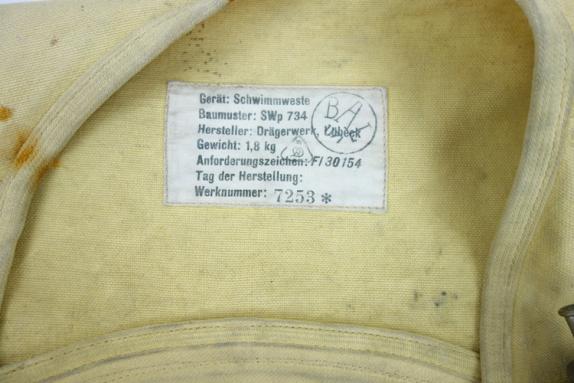 Gerät: Schwimmweste
Baumuster: SWp 734
Hersteller: Drägerwerk, Lübeck
Gewicht: 1,8 kg
Anforderungszeichen: Fl 30154
Tag der Herstellung:
Werknummer: 7253 *
BAL